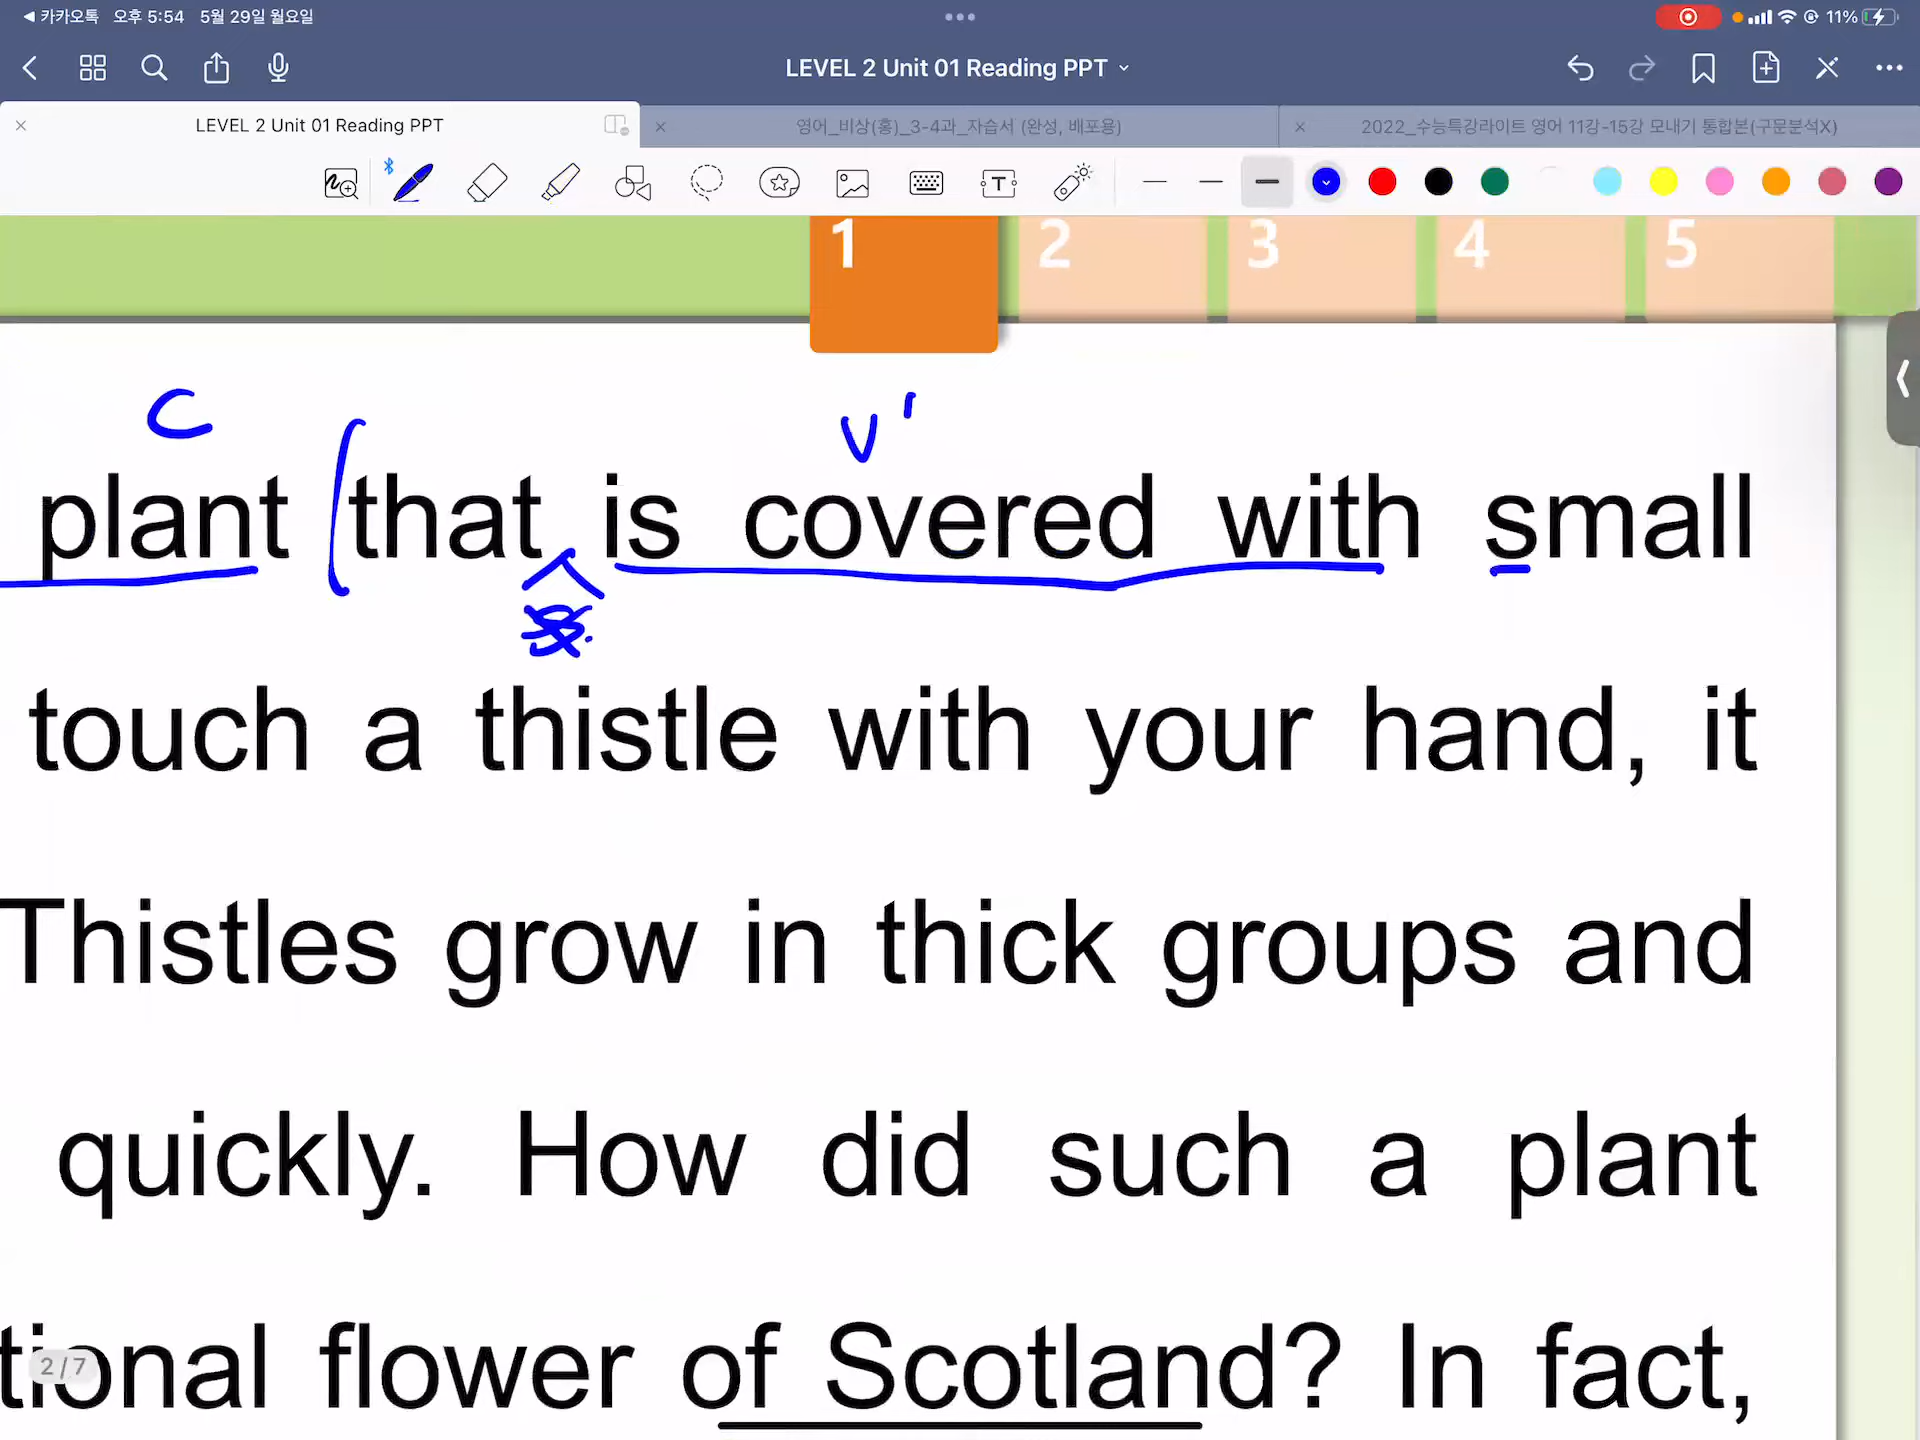 카카오톡 오후 5:54 5월 29일 월요일 11%
LEVEL 2 Unit 01 Reading PPT
LEVEL 2 Unit 01 Reading PPT 영어_비상(홍)_3-4과_자습서 (완성, 배포용) 2022_수능특강라이트 영어 11강-15강 모내기 통합본(구문분석X)
T
1 2 3 4 5
C V'
plant (that is covered with small
touch a thistle with your hand, it
Thistles grow in thick groups and
quickly. How did such a plant
tional flower of Scotland? In fact,
2/7